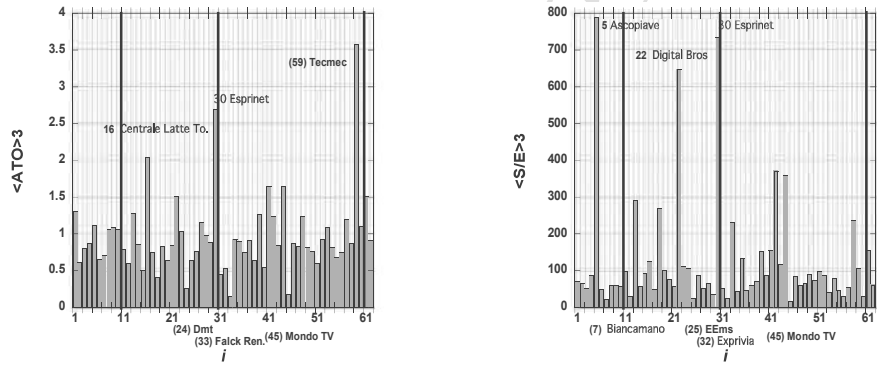 4
3.5
3
2.5
2
1.5
1
0.5
0
<ATO>3
(59) Tecmec
30 Esprinet
16 Centrale Latte To.
1 11 21 31 41 51 61
(24) Dmt
(33) Falck Ren. (45) Mondo TV
i
800
700
600
500
400
300
200
100
0
<S/E>3
5 Ascopiave
30 Esprinet
22 Digital Bros
1 11 21 31 41 51 61
(7) Biancamano (25) EEms (45) Mondo TV
(32) Exprivia
i